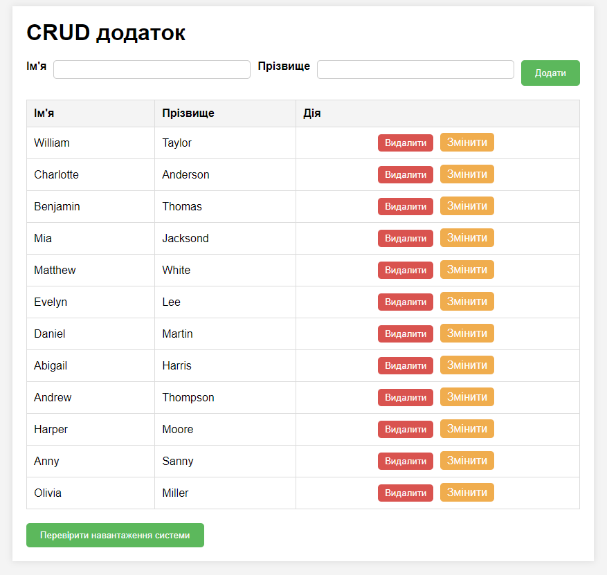 CRUD додаток
Ім'я Прізвище Додати
Ім'я Прізвище Дія
William Taylor Видалити Змінити
Charlotte Anderson Видалити Змінити
Benjamin Thomas Видалити Змінити
Mia Jacksond Видалити Змінити
Matthew White Видалити Змінити
Evelyn Lee Видалити Змінити
Daniel Martin Видалити Змінити
Abigail Harris Видалити Змінити
Andrew Thompson Видалити Змінити
Harper Moore Видалити Змінити
Anny Sanny Видалити Змінити
Olivia Miller Видалити Змінити
Перевірити навантаження системи